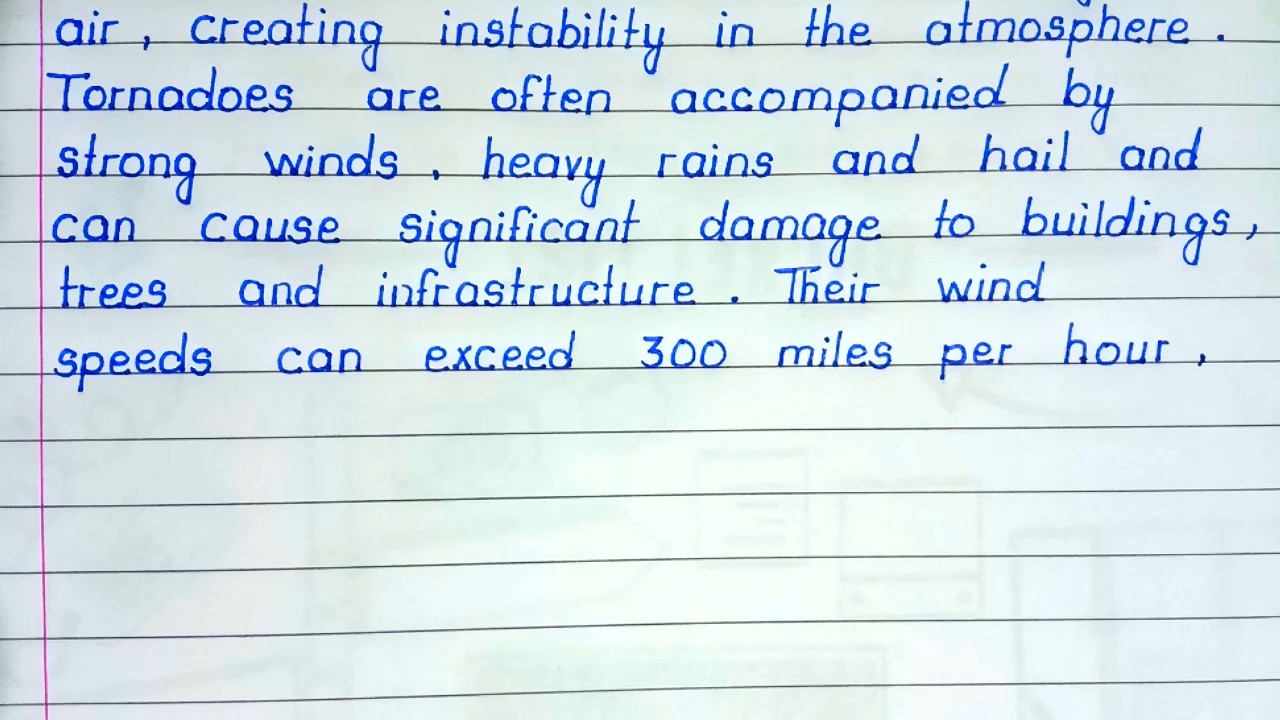 air, creating instability in the atmosphere.
Tornadoes are often accompanied by
strong winds, heavy rains and hail and
can cause significant damage to buildings,
trees and infrastructure. Their wind
speeds can exceed 300 miles per hour,